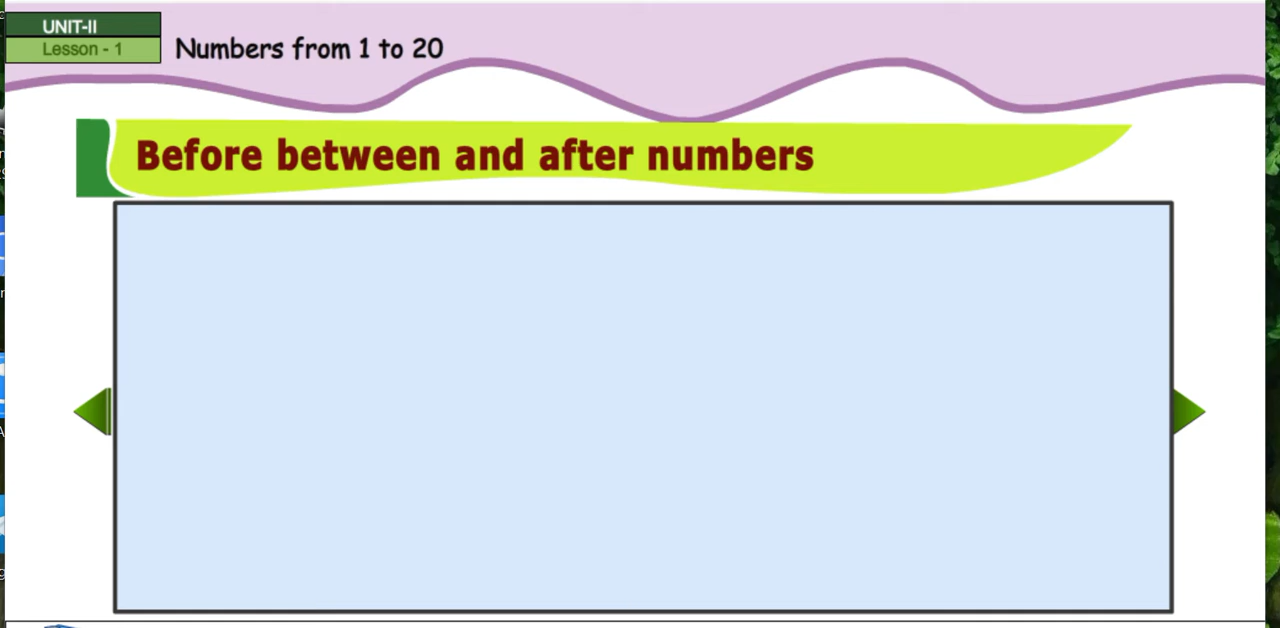 UNIT-II
Lesson - 1
Numbers from 1 to 20
Before between and after numbers